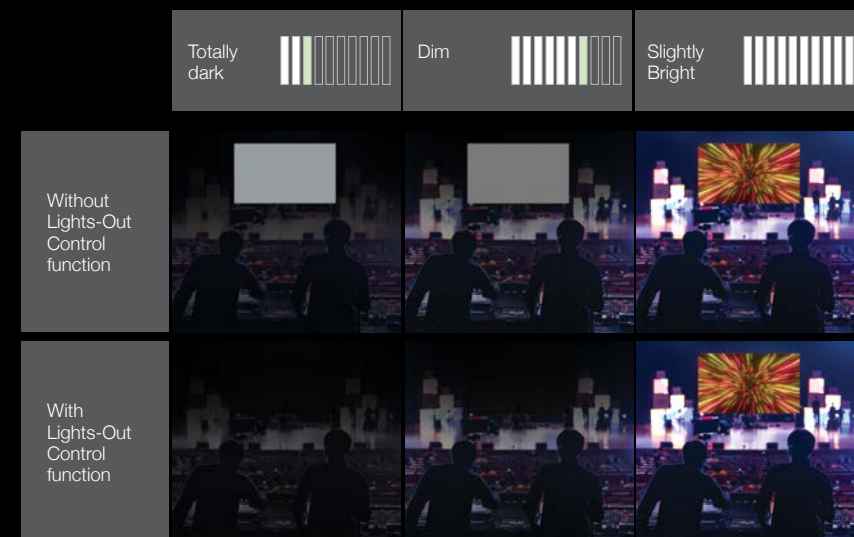 Totally
dark
Dim
Slightly
Bright
Without
Lights-Out
Control
function
With
Lights-Out
Control
function